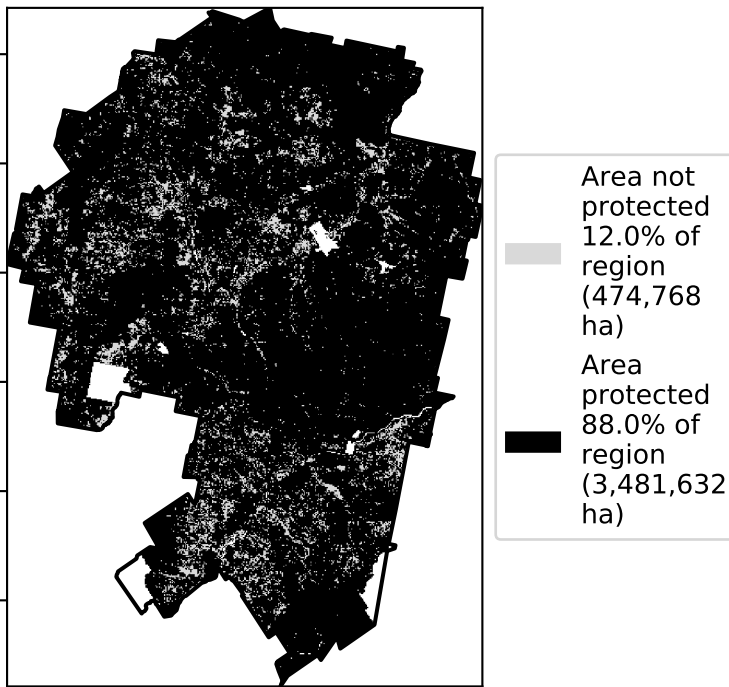 Area not
protected
12.0% of
region
(474,768
ha)
Area
protected
88.0% of
region
(3,481,632
ha)